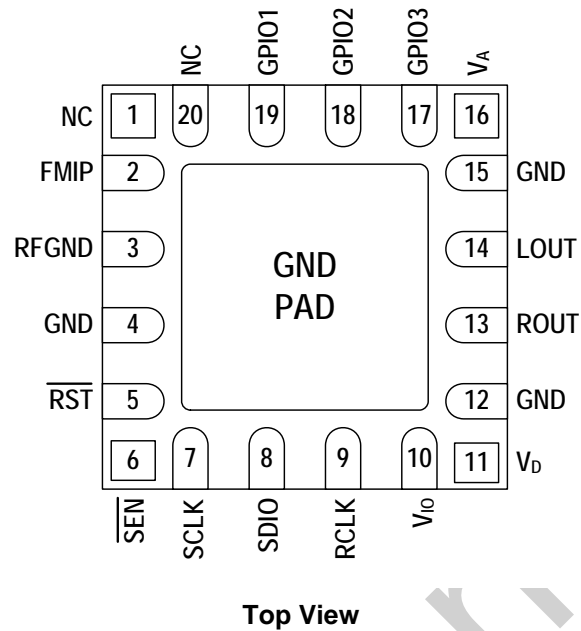 NC
GPIO1
GPIO2
GPIO3
VA
NC 1 20 19 18 17 16
FMIP 2 15 GND
RFGND 3 14 LOUT
GND
PAD
GND 4 13 ROUT
RST 5 12 GND
6 7 8 9 10 11 VD
SEN
SCLK
SDIO
RCLK
VIO
Top View